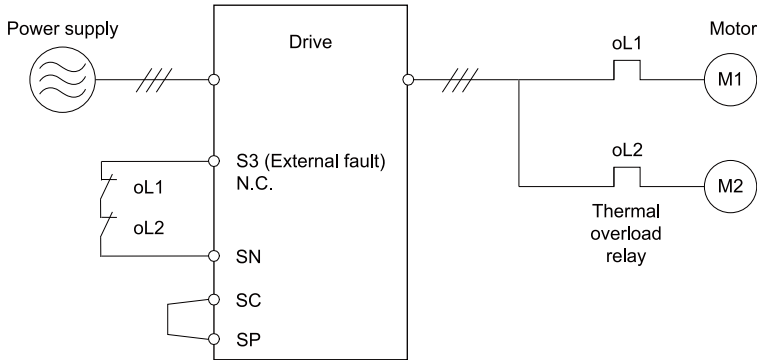 Power supply
Drive
oL1
Motor
M1
S3 (External fault)
N.C.
oL1
oL2
oL2
M2
Thermal
overload
relay
SN
SC
SP